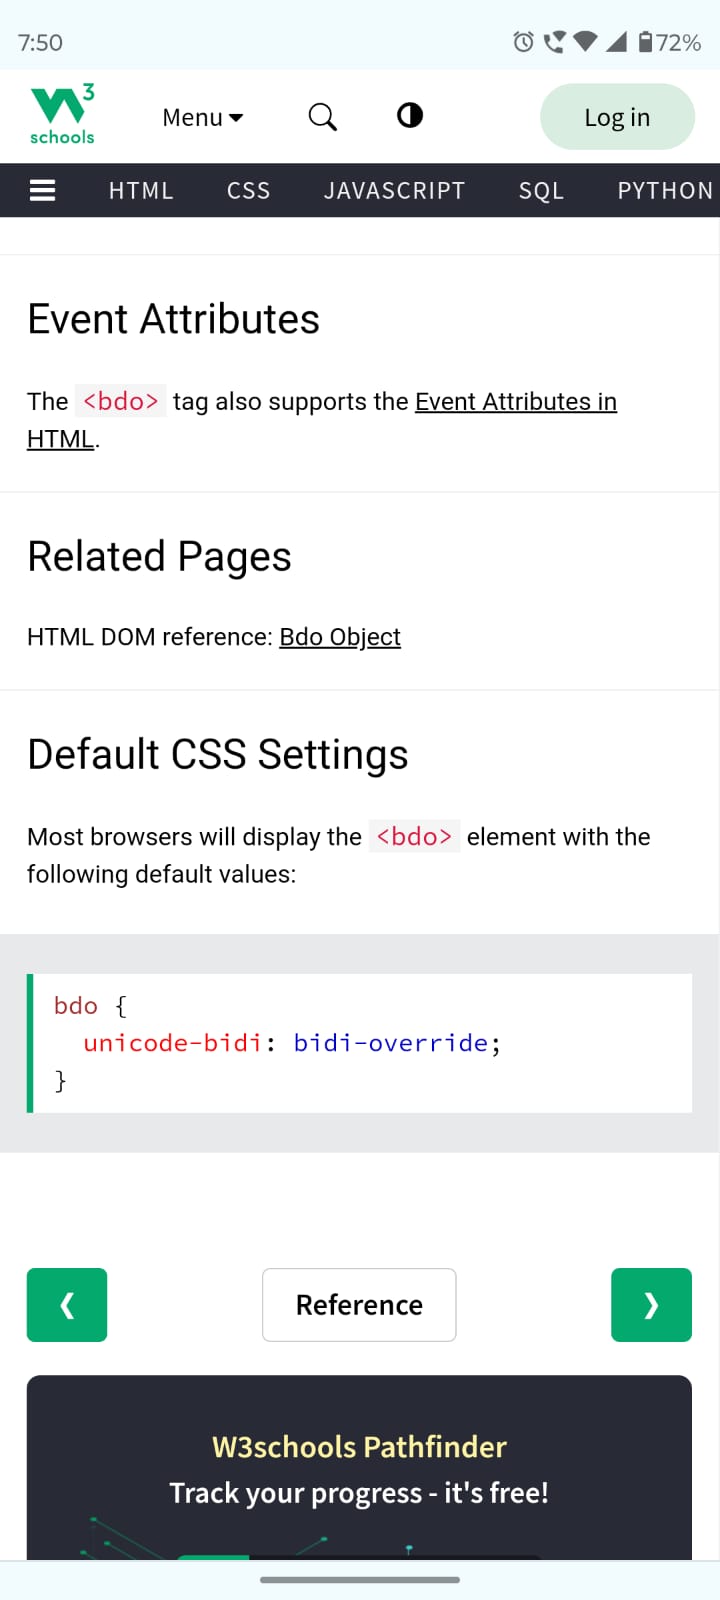 7:50
72%
W3
schools
Menu
Log in
HTML CSS JAVASCRIPT SQL PYTHON
Event Attributes
The <bdo> tag also supports the Event Attributes in
HTML.
Related Pages
HTML DOM reference: Bdo Object
Default CSS Settings
Most browsers will display the <bdo> element with the
following default values:
bdo {
  unicode-bidi: bidi-override;
}
❮ Reference ❯
W3schools Pathfinder
Track your progress - it's free!